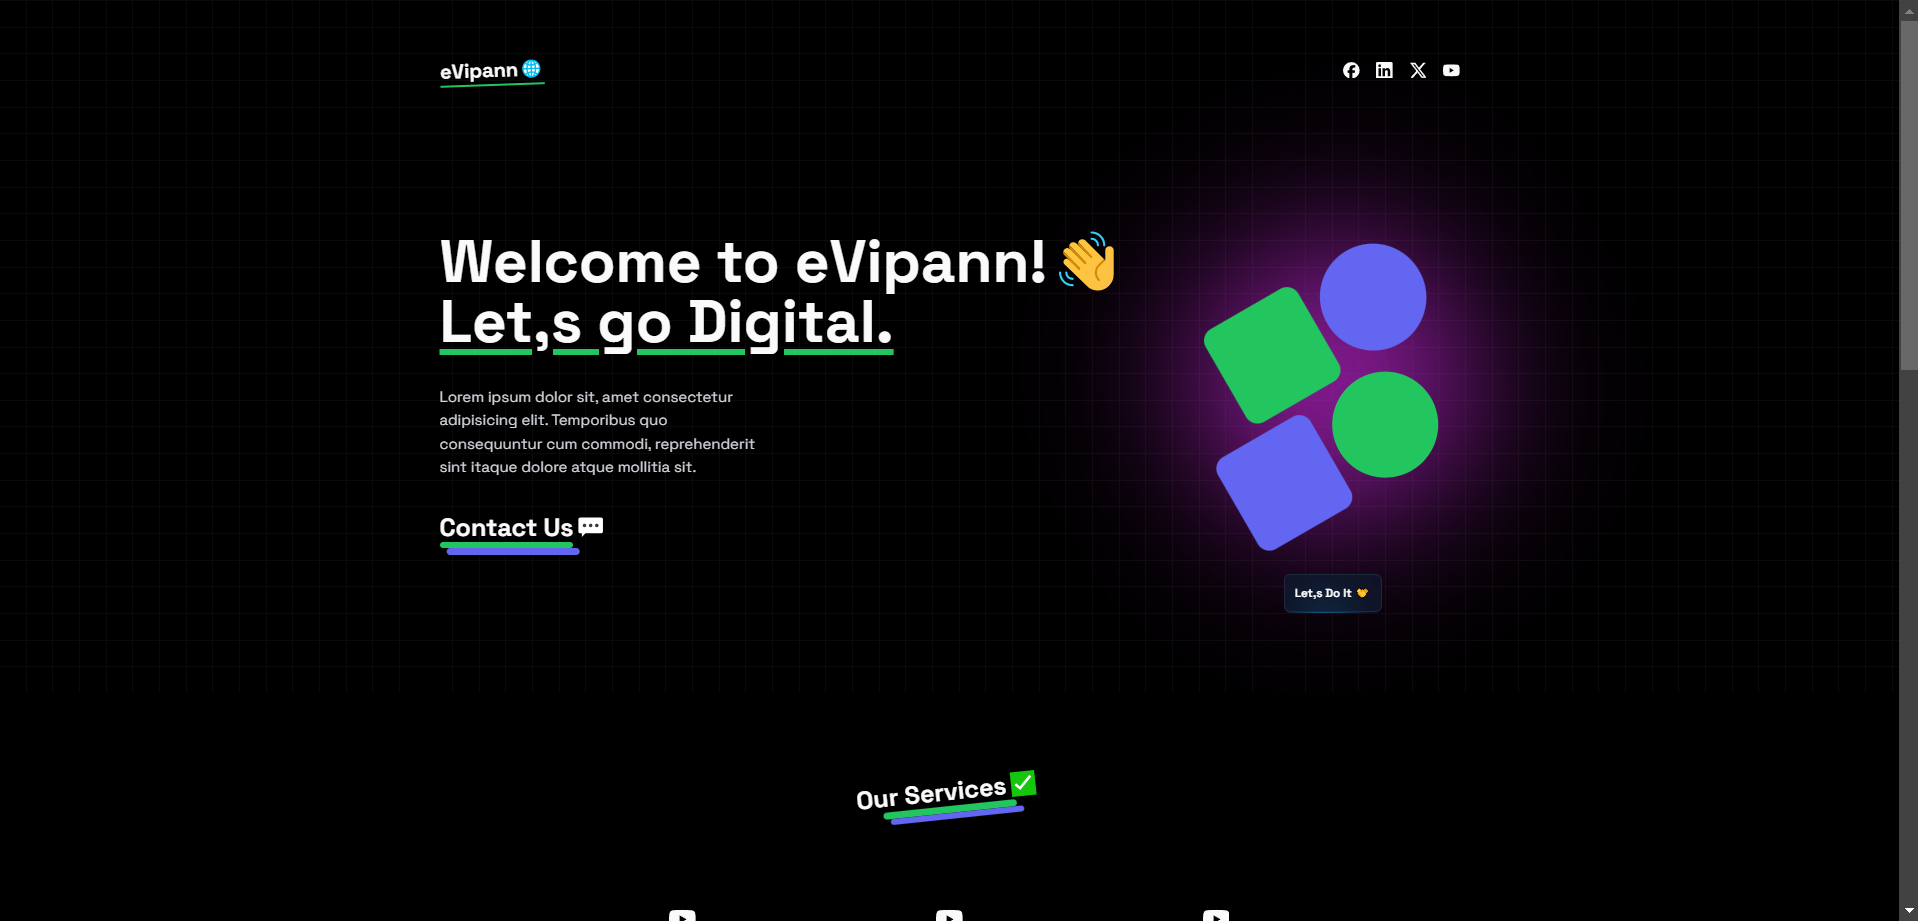 eVipann
Welcome to eVipann!
Let,s go Digital.
Lorem ipsum dolor sit, amet consectetur
adipisicing elit. Temporibus quo
consequuntur cum commodi, reprehenderit
sint itaque dolore atque mollitia sit.
Contact Us
Let,s Do It
Our Services